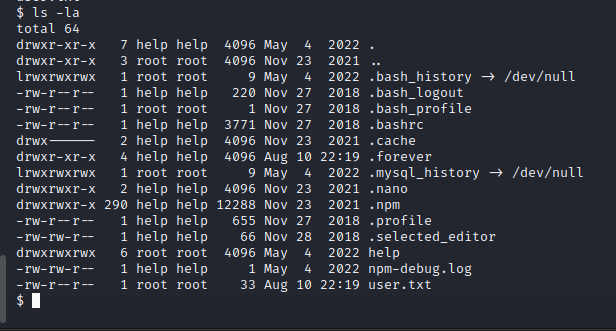 $ ls -la
total 64
drwxr-xr-x   7 help help  4096 May  4  2022 .
drwxr-xr-x   3 root root  4096 Nov 23  2021 ..
lrwxrwxrwx   1 root root     9 May  4  2022 .bash_history -> /dev/null
-rw-r--r--   1 help help   220 Nov 27  2018 .bash_logout
-rw-r--r--   1 root root     1 Nov 27  2018 .bash_profile
-rw-r--r--   1 help help  3771 Nov 27  2018 .bashrc
drwx------   2 help help  4096 Nov 23  2021 .cache
drwxr-xr-x   4 help help  4096 Aug 10 22:19 .forever
lrwxrwxrwx   1 root root     9 May  4  2022 .mysql_history -> /dev/null
drwxrwxr-x   2 help help  4096 Nov 23  2021 .nano
drwxrwxr-x 290 help help 12288 Nov 23  2021 .npm
-rw-r--r--   1 help help   655 Nov 27  2018 .profile
-rw-rw-r--   1 help help    66 Nov 28  2018 .selected_editor
drwxrwxrwx   6 root root  4096 May  4  2022 help
-rw-rw-r--   1 help help     1 May  4  2022 npm-debug.log
-rw-r--r--   1 root root    33 Aug 10 22:19 user.txt
$